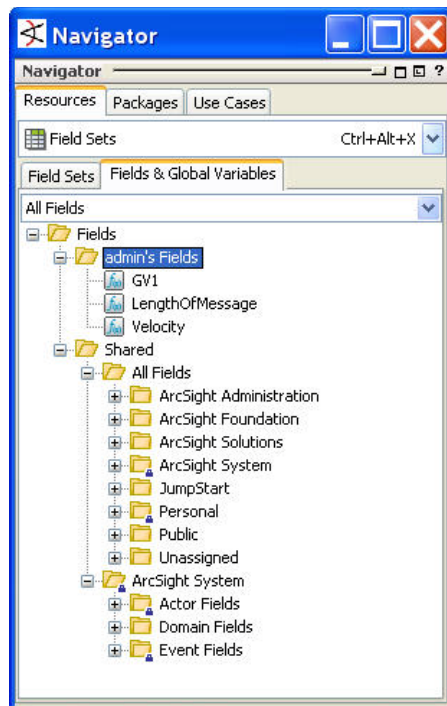 Navigator
Navigator ?
Resources Packages Use Cases
Field Sets Ctrl+Alt+X
Field Sets Fields & Global Variables
All Fields
Fields
admin's Fields
GV1
LengthOfMessage
Velocity
Shared
All Fields
ArcSight Administration
ArcSight Foundation
ArcSight Solutions
ArcSight System
JumpStart
Personal
Public
Unassigned
ArcSight System
Actor Fields
Domain Fields
Event Fields